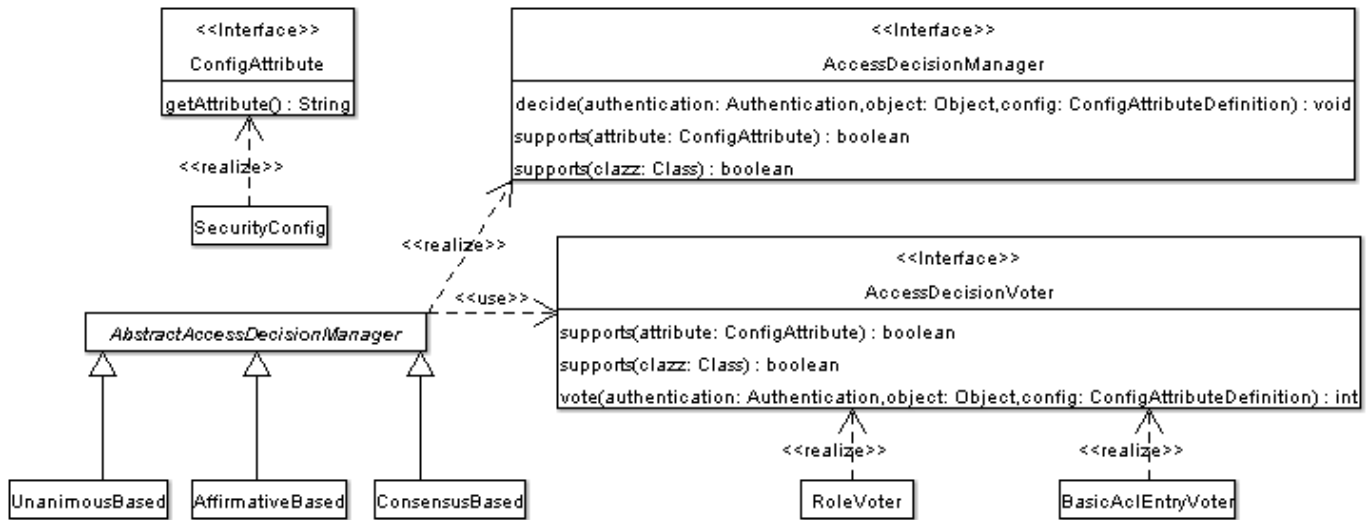 <<Interface>>
ConfigAttribute
getAttribute() : String
<<realize>>
SecurityConfig
<<Interface>>
AccessDecisionManager
decide(authentication: Authentication,object: Object,config: ConfigAttributeDefinition) : void
supports(attribute: ConfigAttribute) : boolean
supports(clazz: Class) : boolean
<<realize>>
<<use>>
AbstractAccessDecisionManager
<<Interface>>
AccessDecisionVoter
supports(attribute: ConfigAttribute) : boolean
supports(clazz: Class) : boolean
vote(authentication: Authentication,object: Object,config: ConfigAttributeDefinition) : int
<<realize>>
<<realize>>
UnanimousBased
AffirmativeBased
ConsensusBased
RoleVoter
BasicAclEntryVoter